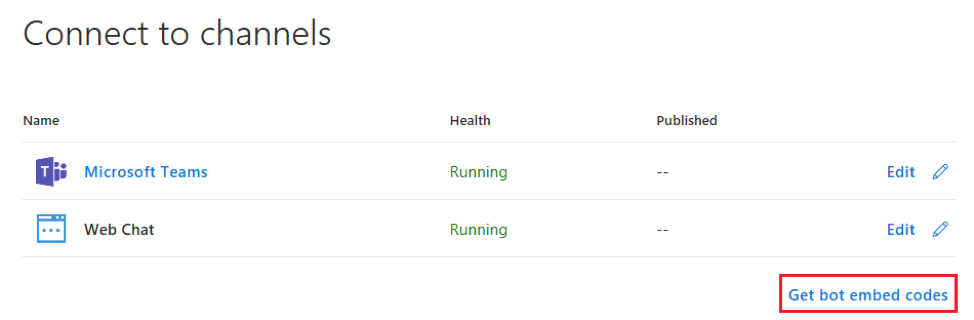 Connect to channels
Name Health Published
Microsoft Teams Running -- Edit
Web Chat Running -- Edit
Get bot embed codes